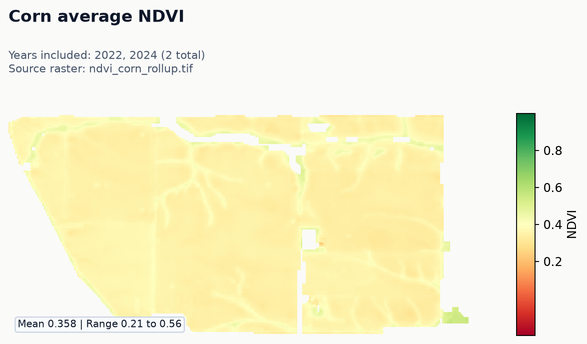 Corn average NDVI
Years included: 2022, 2024 (2 total)
Source raster: ndvi_corn_rollup.tif
0.8
0.6
0.4
0.2
NDVI
Mean 0.358 | Range 0.21 to 0.56